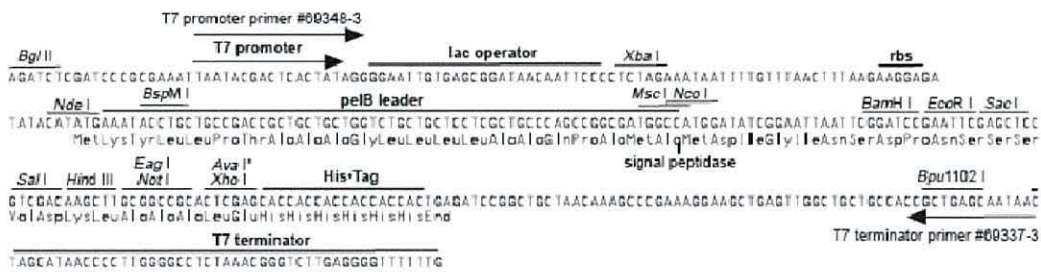 T7 promoter primer #69348-3
Bgl II T7 promoter lac operator Xba I rbs
AGATCTCGATCCCGCGAAATTAATACGACTCACTATAGGGGAATTGTGAGCGGATAACAATTCCCCTCTAGAAATAATTTTGTTTAACTTTAAGAAGGAGA
Nde I BspM I pelB leader Msc I Nco I BamH I EcoR I Sac I
TATACATATGAAATACCTGCTGCCGACCGCTGCTGCTGGTCTGCTGCTCCTCGCTGCCCAGCCGGCGATGGCCATGGATATCGGAATTAATTCGGATCCGAATTCGAGCTCC
MetLysTyrLeuLeuProThrAlaAlaAlaGlyLeuLeuLeuLeuAlaAlaGlnProAlaMetAlaMetAspIleGlyIleAsnSerAspProAsnSerSerSer
signal peptidase
Sal I Hind III Eag I Not I Ava I* Xho I His•Tag Bpu1102 I
GTCGACAAGCTTGCGGCCGCACTCGAGCACCACCACCACCACCACTGAGATCCGGCTGCTAACAAAGCCCGAAAGGAAGCTGAGTTGGCTGCTGCCACCGCTGAGCAATAAC
ValAspLysLeuAlaAlaAlaLeuGluHisHisHisHisHisHisEnd
T7 terminator T7 terminator primer #69337-3
TAGCATAACCCCTTGGGGCCTCTAAACGGGTCTTGAGGGGTTTTTTG